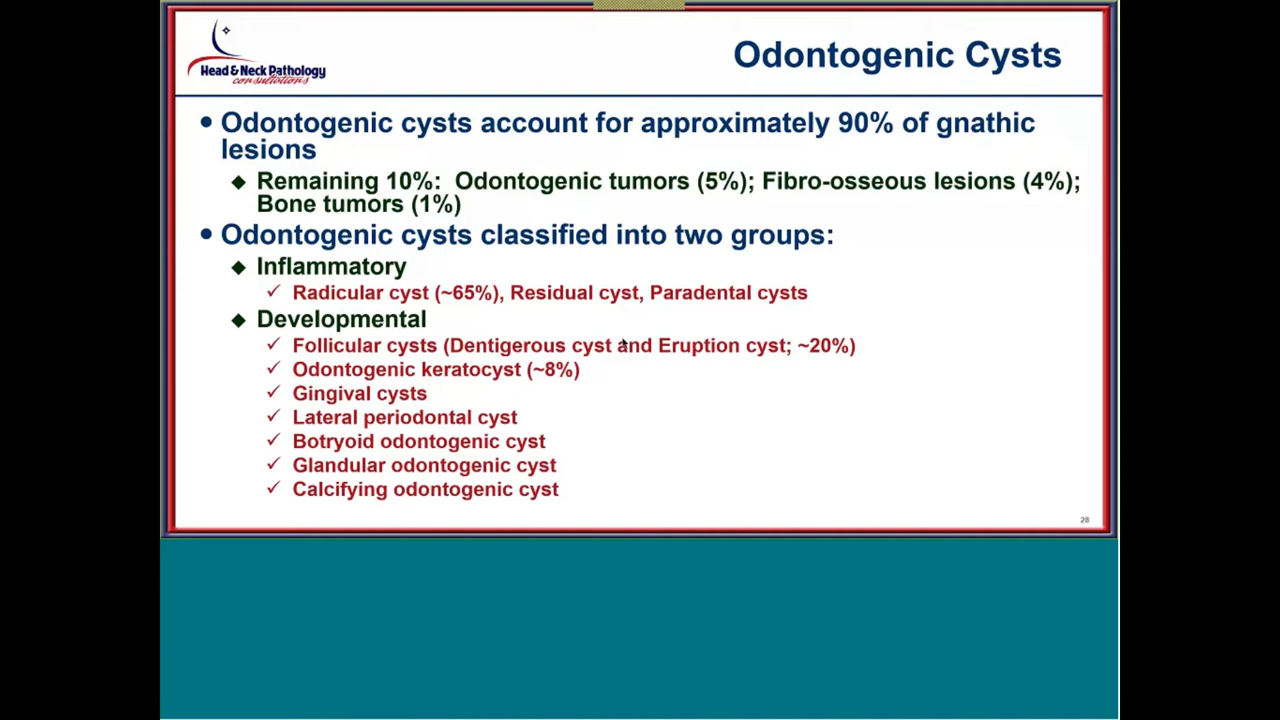 Head & Neck Pathology
consultations
Odontogenic Cysts
• Odontogenic cysts account for approximately 90% of gnathic
lesions
◆ Remaining 10%: Odontogenic tumors (5%); Fibro-osseous lesions (4%);
Bone tumors (1%)
• Odontogenic cysts classified into two groups:
◆ Inflammatory
✓ Radicular cyst (~65%), Residual cyst, Paradental cysts
◆ Developmental
✓ Follicular cysts (Dentigerous cyst and Eruption cyst; ~20%)
✓ Odontogenic keratocyst (~8%)
✓ Gingival cysts
✓ Lateral periodontal cyst
✓ Botryoid odontogenic cyst
✓ Glandular odontogenic cyst
✓ Calcifying odontogenic cyst
28